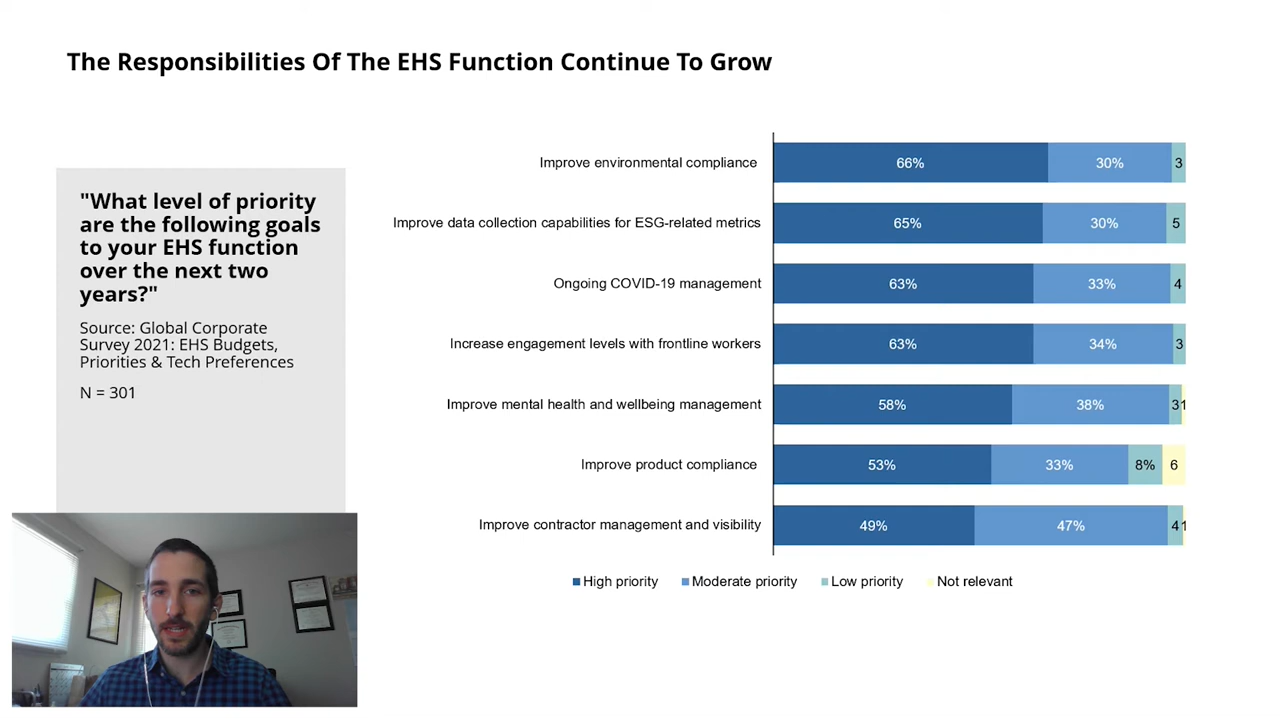 The Responsibilities Of The EHS Function Continue To Grow
"What level of priority
are the following goals
to your EHS function
over the next two
years?"
Source: Global Corporate
Survey 2021: EHS Budgets,
Priorities & Tech Preferences
N = 301
Improve environmental compliance 66% 30% 3
Improve data collection capabilities for ESG-related metrics 65% 30% 5
Ongoing COVID-19 management 63% 33% 4
Increase engagement levels with frontline workers 63% 34% 3
Improve mental health and wellbeing management 58% 38% 3 1
Improve product compliance 53% 33% 8% 6
Improve contractor management and visibility 49% 47% 4 1
High priority Moderate priority Low priority Not relevant